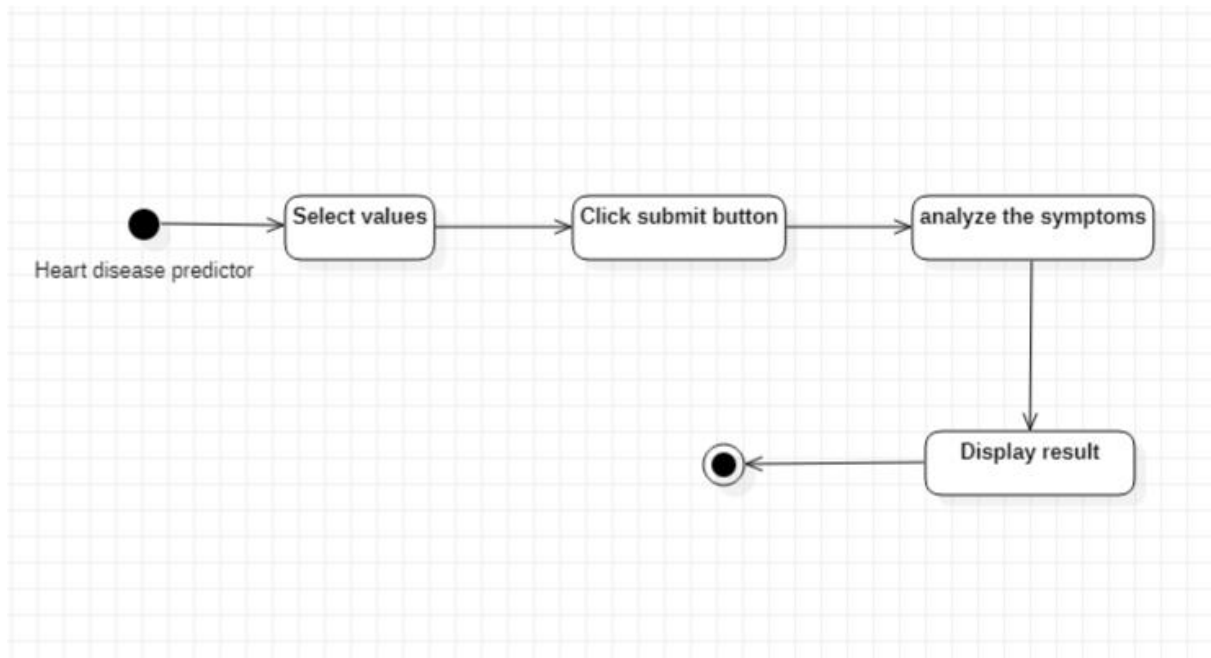 Select values
Click submit button
analyze the symptoms
Heart disease predictor
Display result